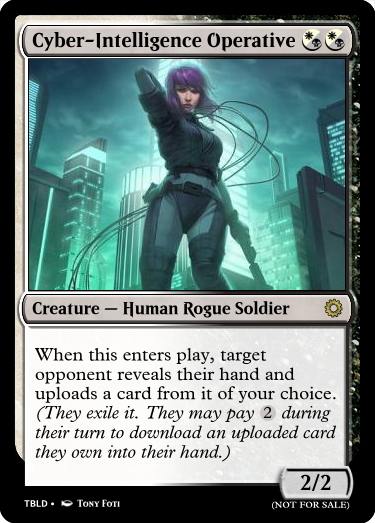 Cyber-Intelligence Operative
Creature — Human Rogue Soldier
When this enters play, target
opponent reveals their hand and
uploads a card from it of your choice.
(They exile it. They may pay 2 during
their turn to download an uploaded card
they own into their hand.)
2/2
TBLD • Tony Foti
(NOT FOR SALE)